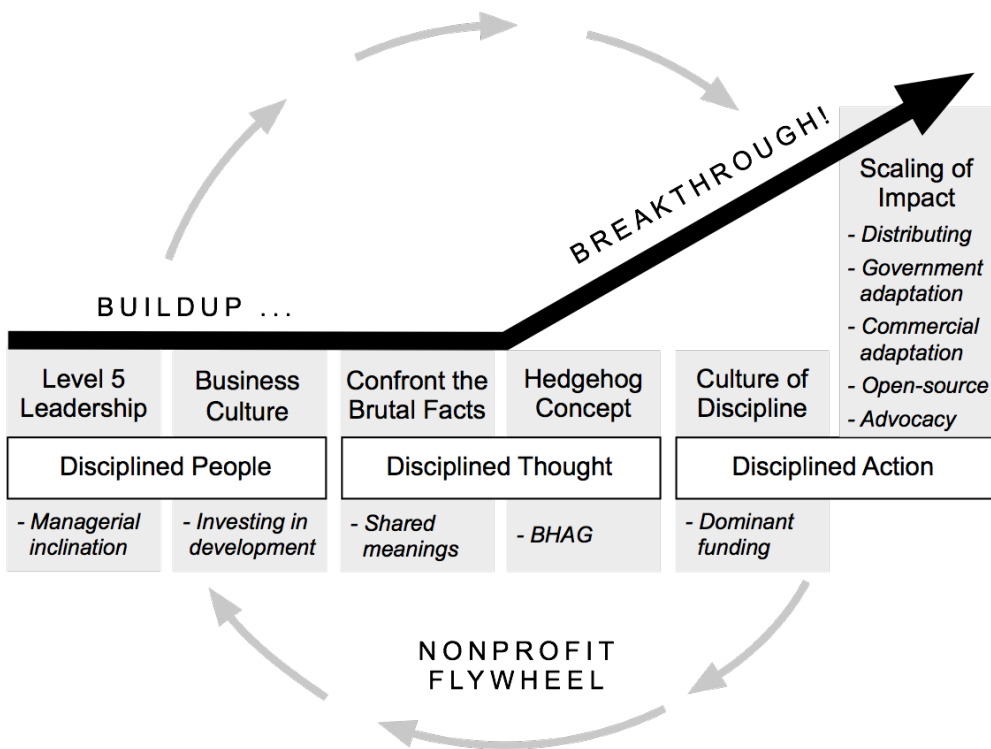 BREAKTHROUGH!
BUILDUP ...
Level 5
Leadership
Business
Culture
Confront the
Brutal Facts
Hedgehog
Concept
Culture of
Discipline
Scaling of
Impact
- Distributing
- Government
adaptation
- Commercial
adaptation
- Open-source
- Advocacy
Disciplined People
Disciplined Thought
Disciplined Action
- Managerial
inclination
- Investing in
development
- Shared
meanings
- BHAG
- Dominant
funding
NONPROFIT
FLYWHEEL